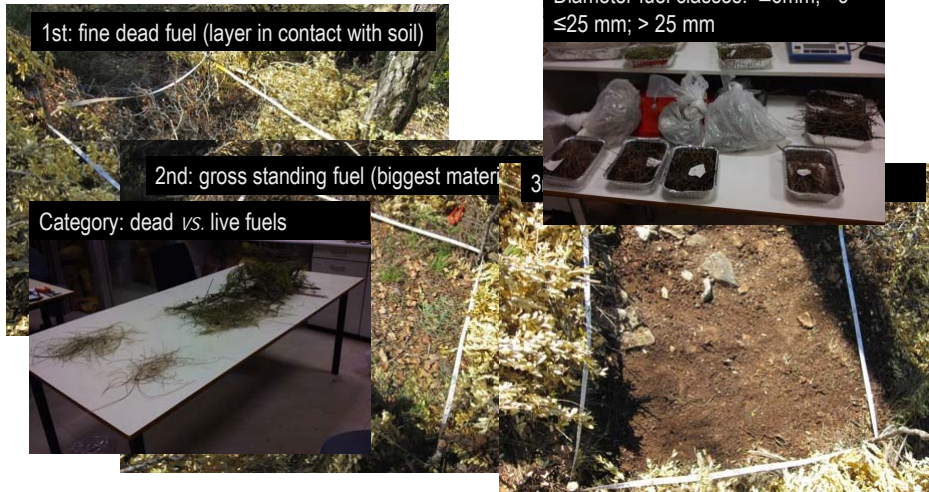 1st: fine dead fuel (layer in contact with soil)
≤25 mm; > 25 mm
2nd: gross standing fuel (biggest
Category: dead vs. live fuels